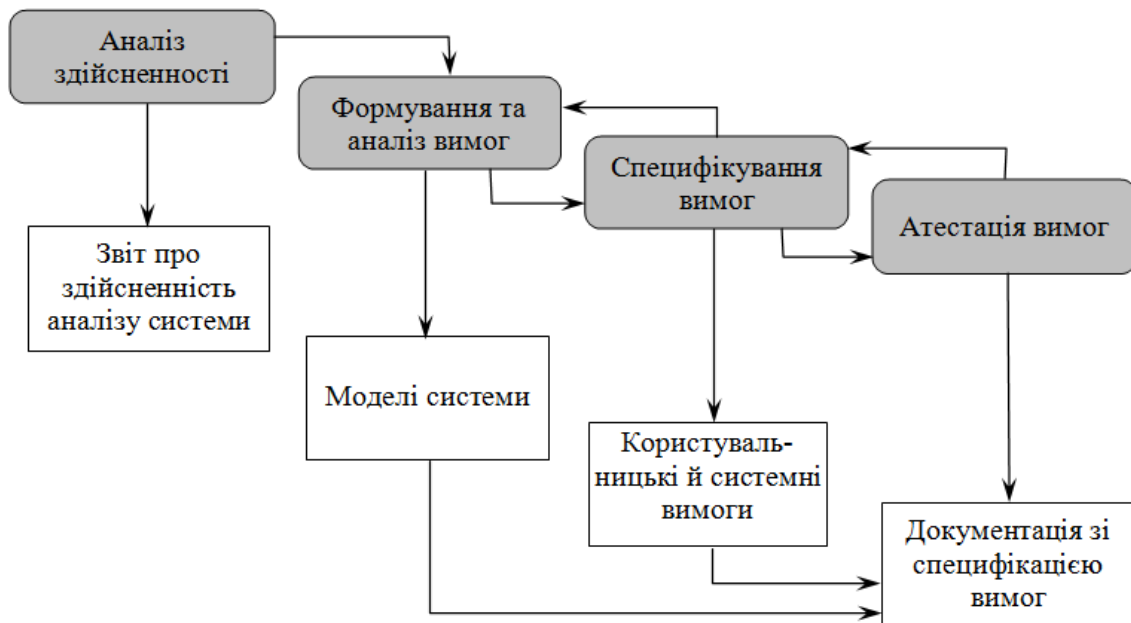 Аналіз
здійсненності
Формування та
аналіз вимог
Специфікування
вимог
Атестація вимог
Звіт про
здійсненність
аналізу системи
Моделі системи
Користуваль-
ницькі й системні
вимоги
Документація зі
специфікацією
вимог